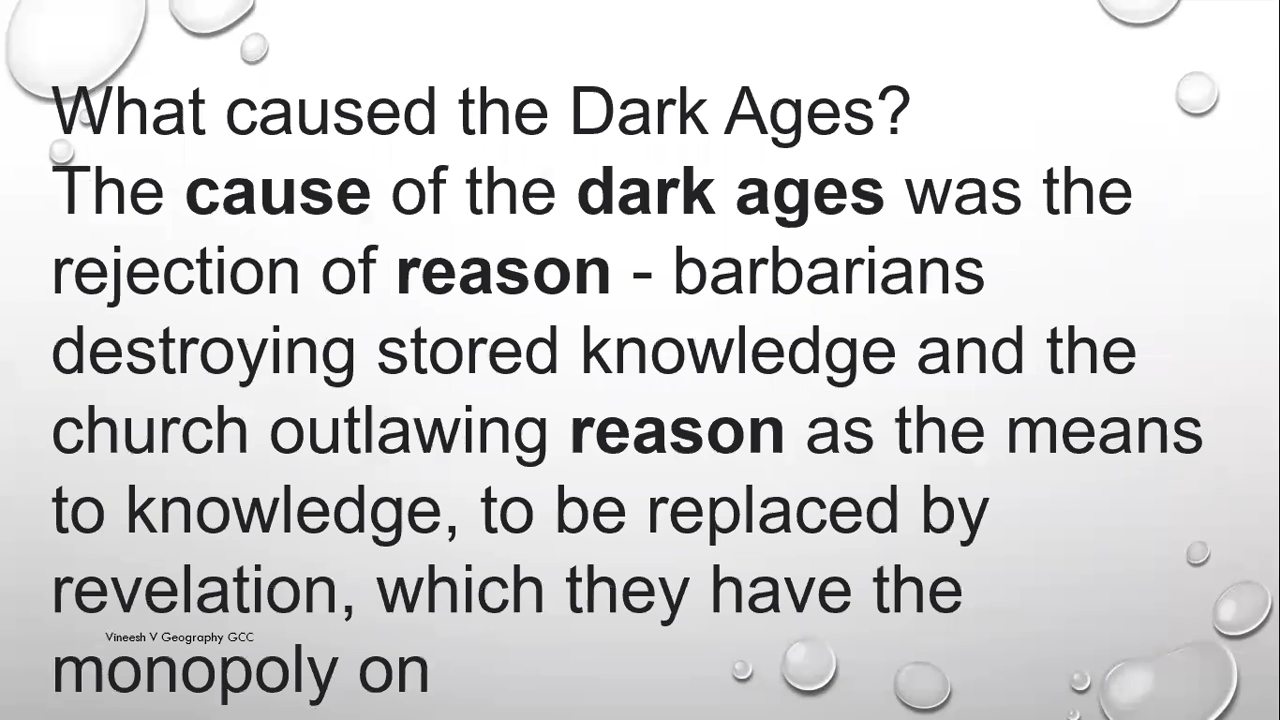 What caused the Dark Ages?
The cause of the dark ages was the
rejection of reason - barbarians
destroying stored knowledge and the
church outlawing reason as the means
to knowledge, to be replaced by
revelation, which they have the
Vineesh V Geography GCC
monopoly on